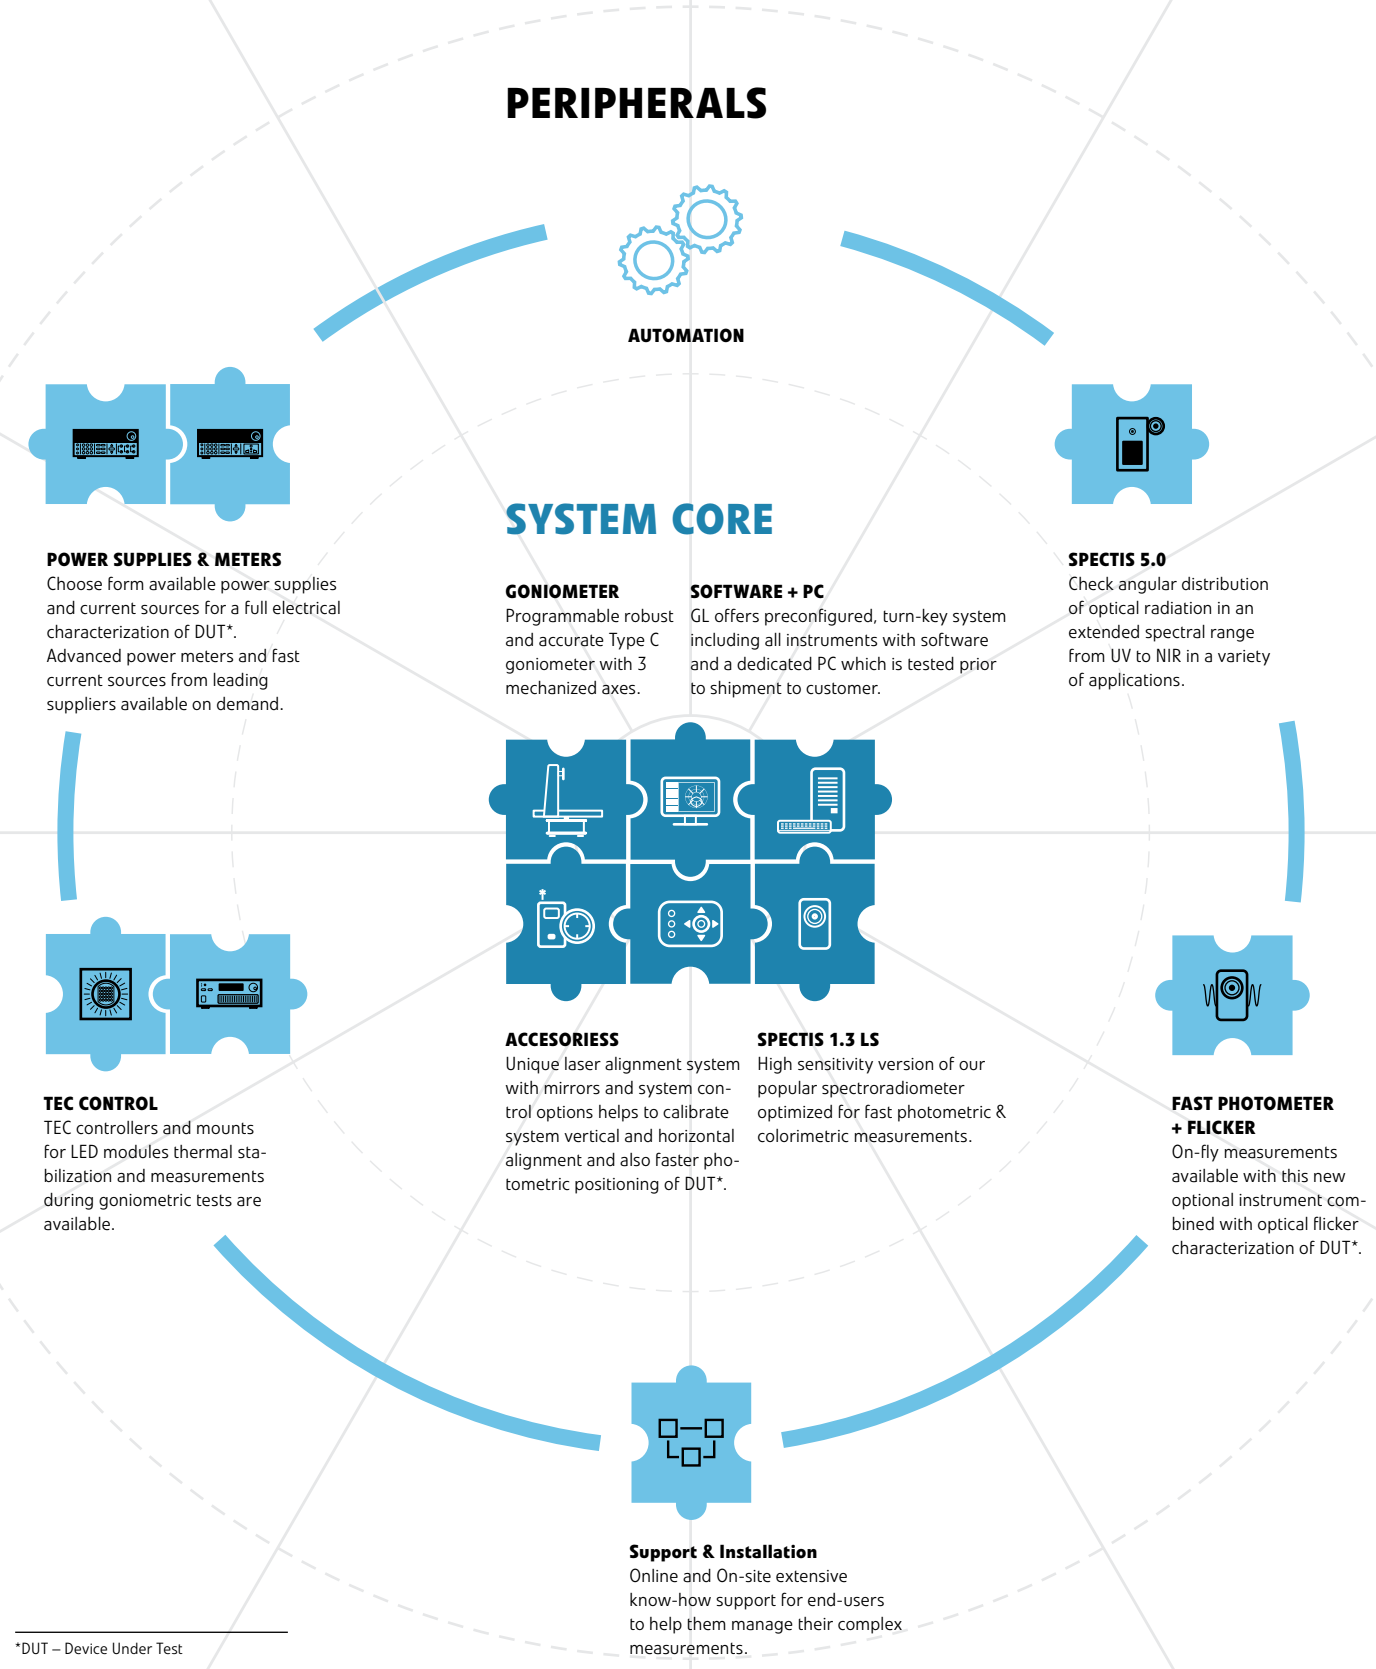 PERIPHERALS
AUTOMATION
POWER SUPPLIES & METERS
Choose form available power supplies
and current sources for a full electrical
characterization of DUT*.
Advanced power meters and fast
current sources from leading
suppliers available on demand.
SYSTEM CORE
GONIOMETER
Programmable robust
and accurate Type C
goniometer with 3
mechanized axes.
SOFTWARE + PC
GL offers preconfigured, turn-key system
including all instruments with software
and a dedicated PC which is tested prior
to shipment to customer.
SPECTIS 5.0
Check angular distribution
of optical radiation in an
extended spectral range
from UV to NIR in a variety
of applications.
TEC CONTROL
TEC controllers and mounts
for LED modules thermal sta-
bilization and measurements
during goniometric tests are
available.
ACCESORIESS
Unique laser alignment system
with mirrors and system con-
trol options helps to calibrate
system vertical and horizontal
alignment and also faster pho-
tometric positioning of DUT*.
SPECTIS 1.3 LS
High sensitivity version of our
popular spectroradiometer
optimized for fast photometric &
colorimetric measurements.
FAST PHOTOMETER
+ FLICKER
On-fly measurements
available with this new
optional instrument com-
bined with optical flicker
characterization of DUT*.
Support & Installation
Online and On-site extensive
know-how support for end-users
to help them manage their complex
measurements.
*DUT – Device Under Test